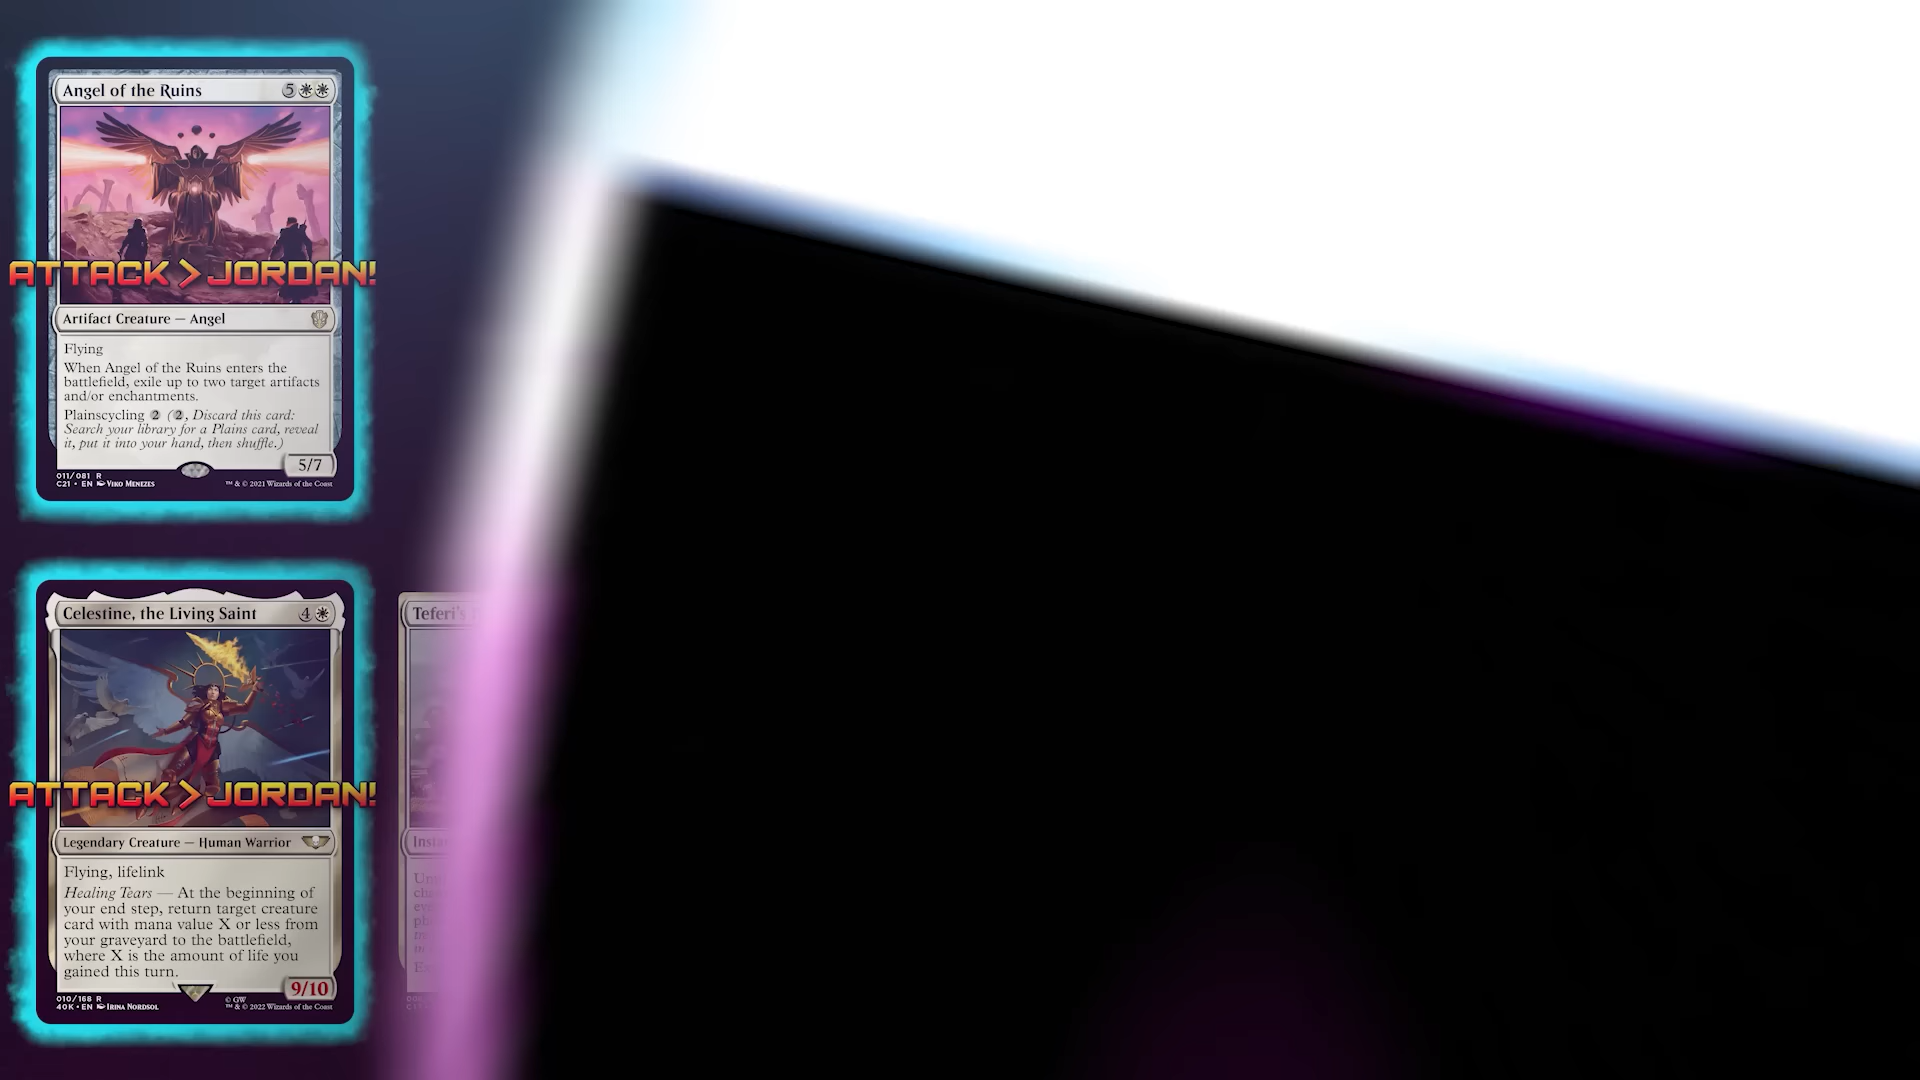 Angel of the Ruins 5
ATTACK > JORDAN!
Artifact Creature — Angel
Flying
When Angel of the Ruins enters the
battlefield, exile up to two target artifacts
and/or enchantments.
Plainscycling 2 (2, Discard this card:
Search your library for a Plains card, reveal
it, put it into your hand, then shuffle.)
5/7
011/081 R
C21 • EN Viko Menezes
™ & © 2021 Wizards of the Coast
Celestine, the Living Saint 4
ATTACK > JORDAN!
Legendary Creature — Human Warrior
Flying, lifelink
Healing Tears — At the beginning of
your end step, return target creature
card with mana value X or less from
your graveyard to the battlefield,
where X is the amount of life you
gained this turn.
9/10
010/168 R
40K • EN Irina Nordsol
© GW
™ & © 2022 Wizards of the Coast
Teferi's